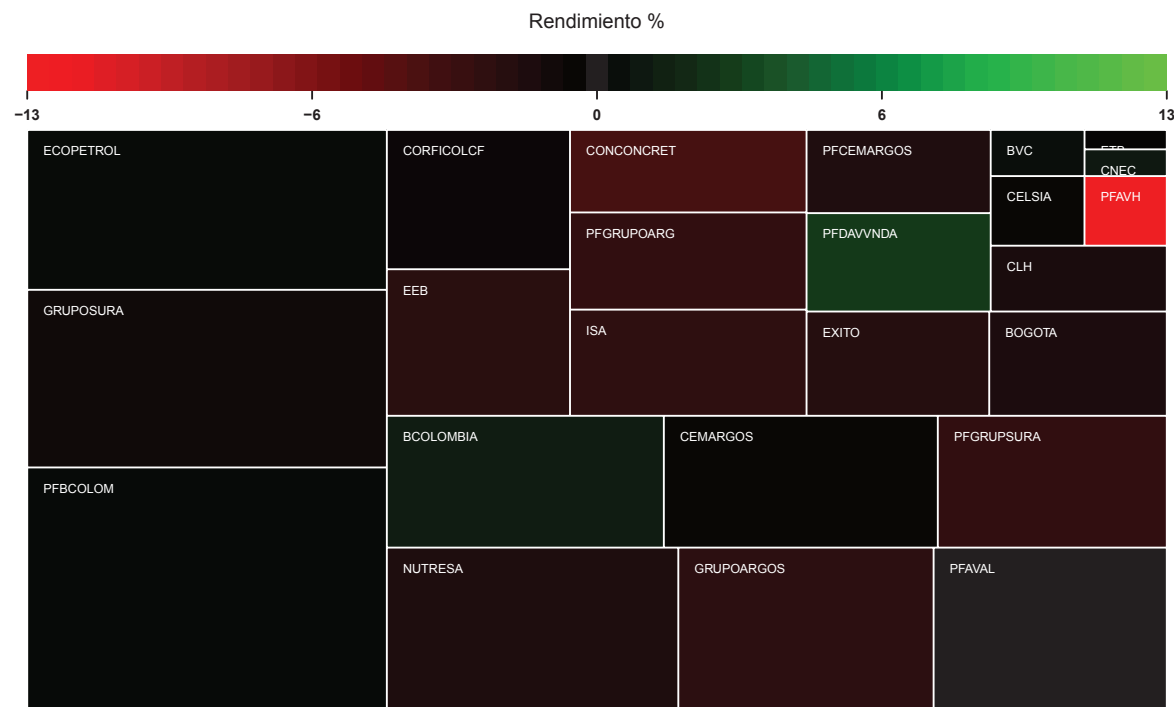 Rendimiento %
−13 −6 0 6 13
ECOPETROL
CORFICOLCF
CONCONCRET
PFCEMARGOS
BVC
CNEC
CELSIA
PFAVH
PFGRUPOARG
PFDAVVNDA
CLH
EEB
GRUPOSURA
ISA
EXITO
BOGOTA
BCOLOMBIA
CEMARGOS
PFGRUPSURA
PFBCOLOM
NUTRESA
GRUPOARGOS
PFAVAL